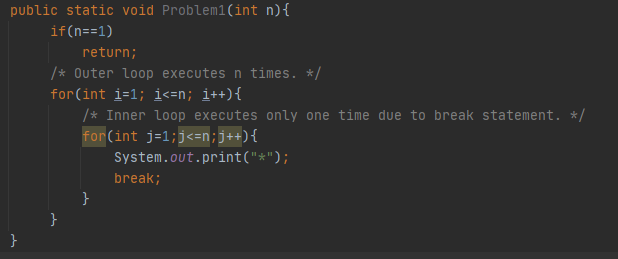 public static void Problem1(int n){
if(n==1)
return;
/* Outer loop executes n times. */
for(int i=1; i<=n; i++){
/* Inner loop executes only one time due to break statement. */
for(int j=1;j<=n;j++){
System.out.print("*");
break;
}
}
}